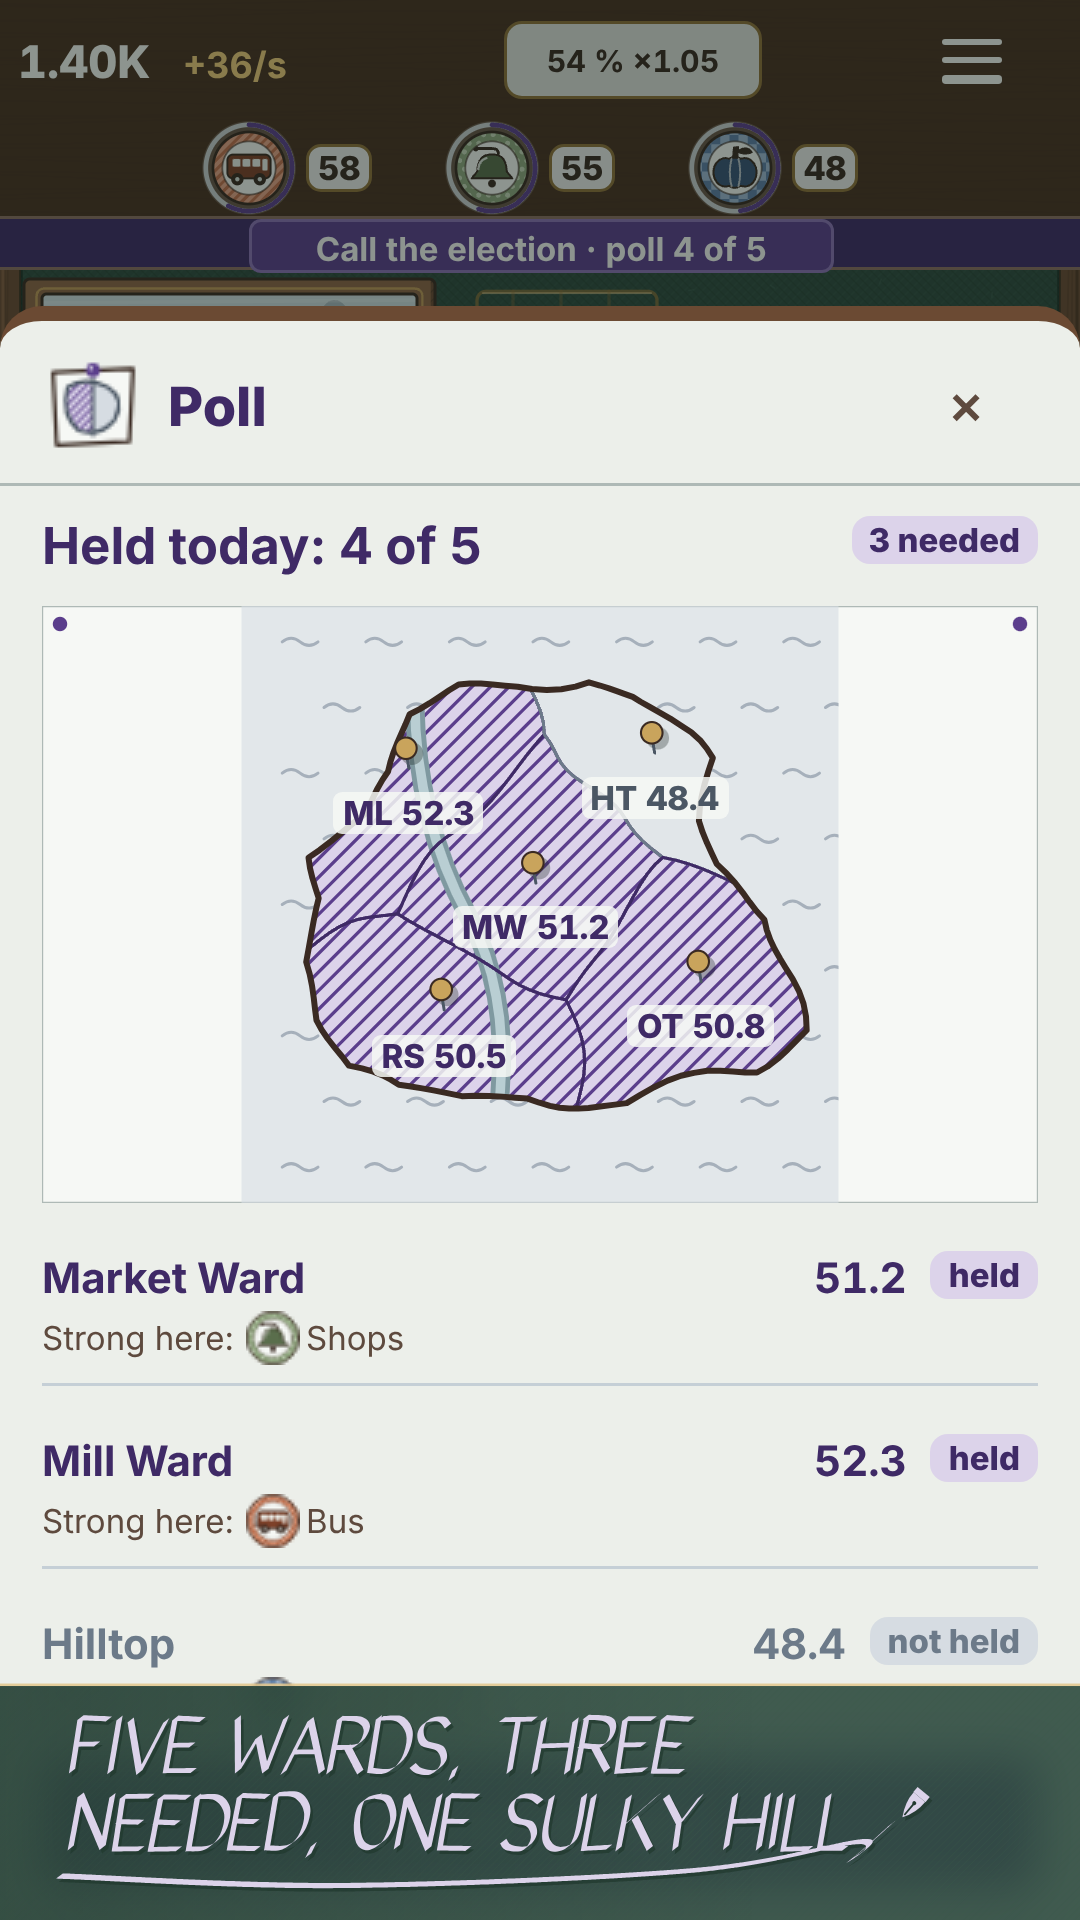 1.40K +36/s 54 % ×1.05
58 55 48
Call the election · poll 4 of 5
Poll ×
Held today: 4 of 5 3 needed
ML 52.3
HT 48.4
MW 51.2
OT 50.8
RS 50.5
Market Ward 51.2 held
Strong here: Shops
Mill Ward 52.3 held
Strong here: Bus
Hilltop 48.4 not held
FIVE WARDS, THREE
NEEDED, ONE SULKY HILL